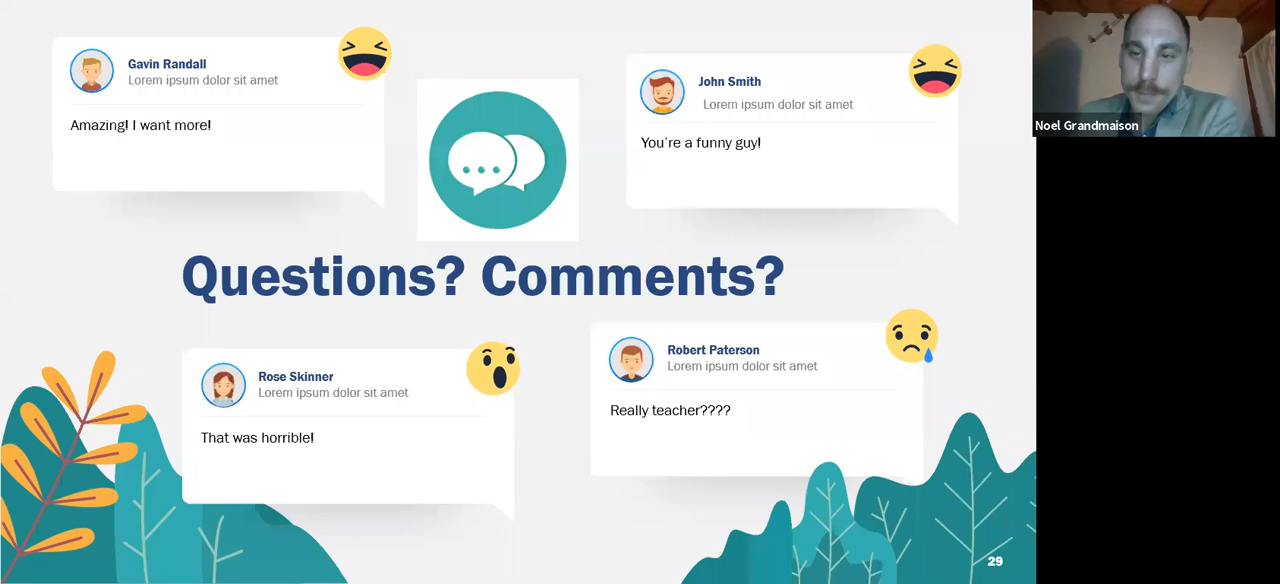 Gavin Randall
Lorem ipsum dolor sit amet
Amazing! I want more!
John Smith
Lorem ipsum dolor sit amet
You're a funny guy!
Noel Grandmaison
Questions? Comments?
Rose Skinner
Lorem ipsum dolor sit amet
That was horrible!
Robert Paterson
Lorem ipsum dolor sit amet
Really teacher????
29